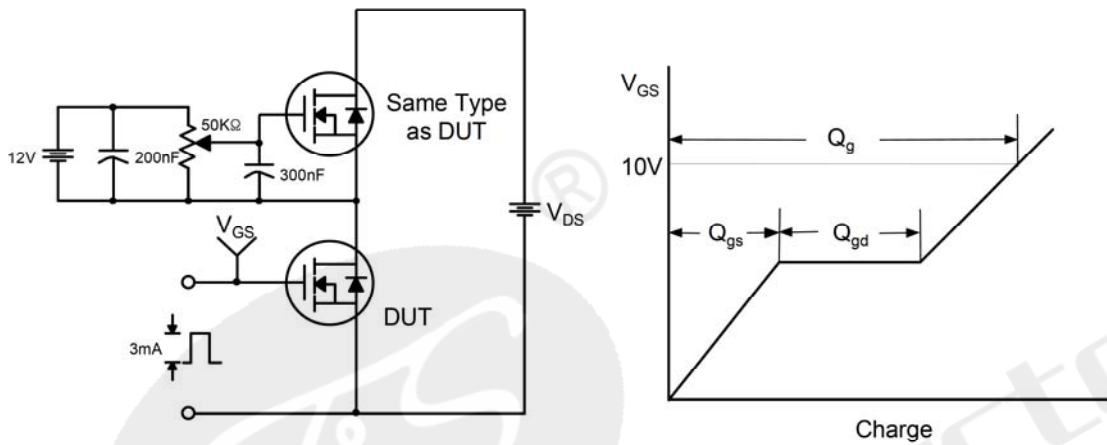 Same Type
as DUT
12V
200nF
50KΩ
300nF
V_GS
DUT
3mA
V_DS
V_GS
10V
Q_g
Q_gs
Q_gd
Charge
®